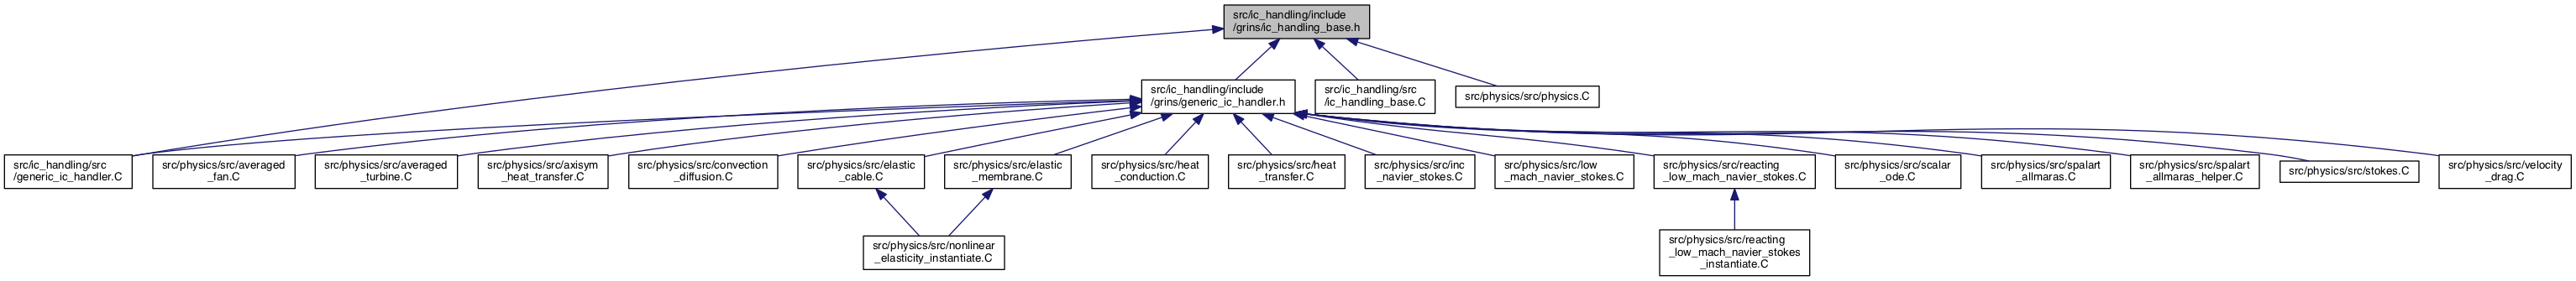 src/ic_handling/include
/grins/ic_handling_base.h
src/ic_handling/include
/grins/generic_ic_handler.h
src/ic_handling/src
/ic_handling_base.C
src/physics/src/physics.C
src/ic_handling/src
/generic_ic_handler.C
src/physics/src/averaged
_fan.C
src/physics/src/averaged
_turbine.C
src/physics/src/axisym
_heat_transfer.C
src/physics/src/convection
_diffusion.C
src/physics/src/elastic
_cable.C
src/physics/src/elastic
_membrane.C
src/physics/src/heat
_conduction.C
src/physics/src/heat
_transfer.C
src/physics/src/inc
_navier_stokes.C
src/physics/src/low
_mach_navier_stokes.C
src/physics/src/reacting
_low_mach_navier_stokes.C
src/physics/src/scalar
_ode.C
src/physics/src/spalart
_allmaras.C
src/physics/src/spalart
_allmaras_helper.C
src/physics/src/stokes.C
src/physics/src/velocity
_drag.C
src/physics/src/nonlinear
_elasticity_instantiate.C
src/physics/src/reacting
_low_mach_navier_stokes
_instantiate.C